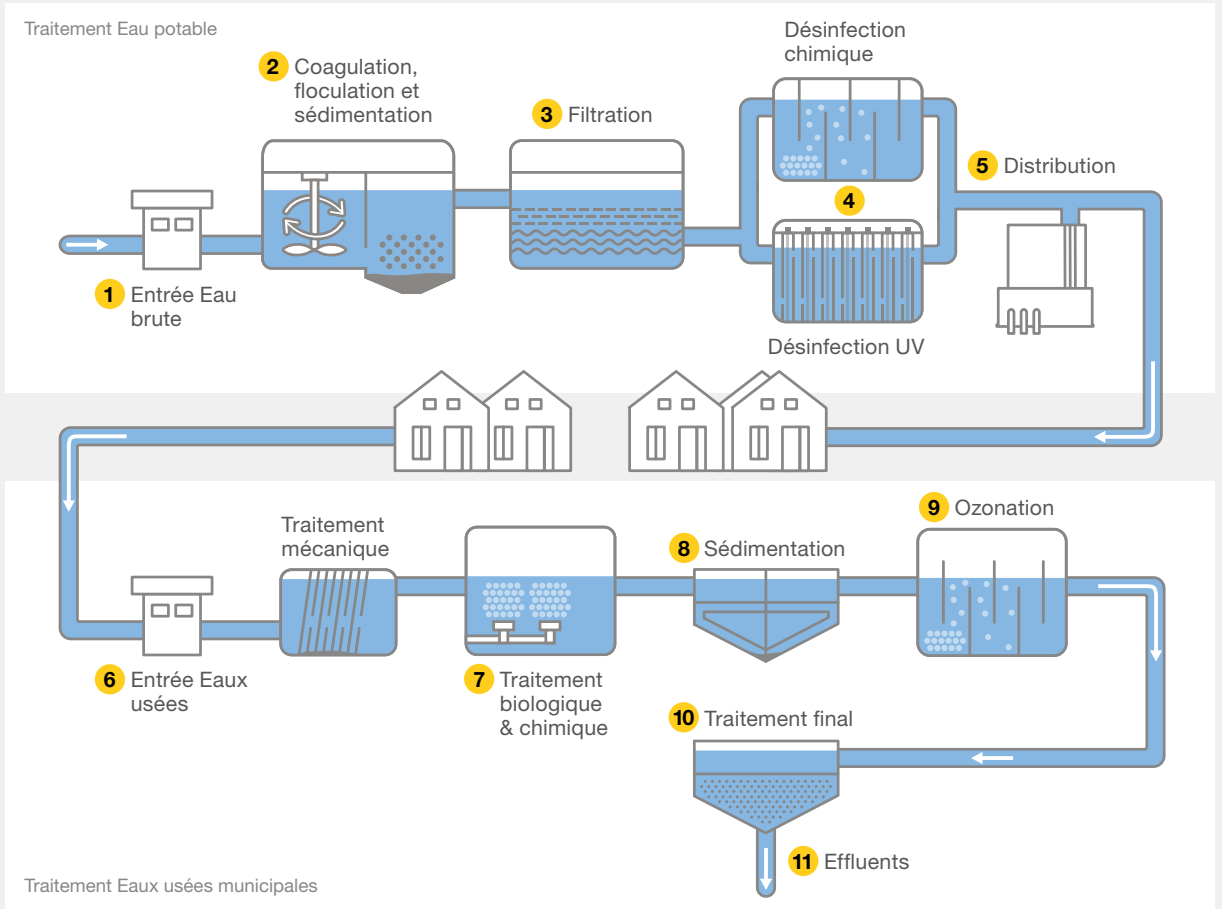 Traitement Eau potable
2 Coagulation,
floculation et
sédimentation
3 Filtration
Désinfection
chimique
4
5 Distribution
1 Entrée Eau
brute
Désinfection UV
Traitement
mécanique
6 Entrée Eaux
usées
7 Traitement
biologique
& chimique
8 Sédimentation
9 Ozonation
10 Traitement final
11 Effluents
Traitement Eaux usées municipales